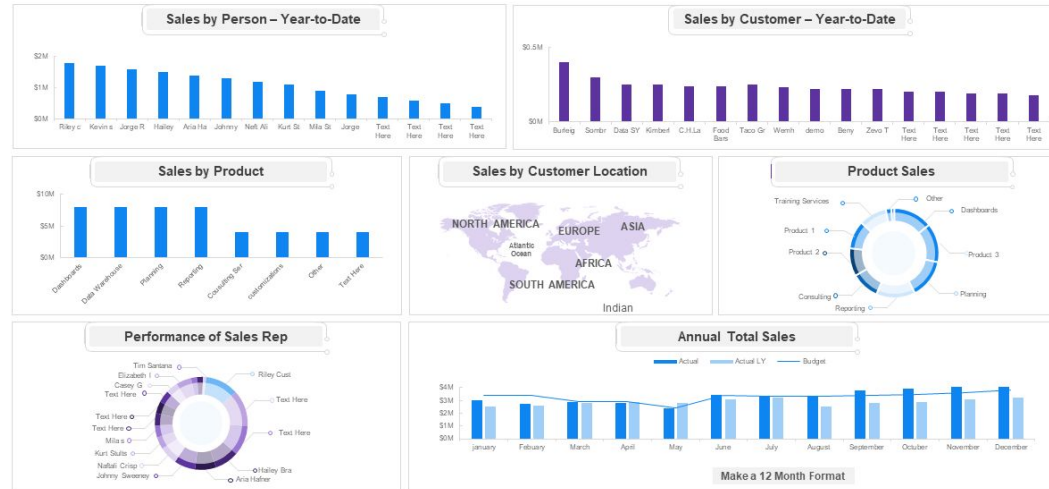 Sales by Person – Year-to-Date
$2M
$1M
$0M
Riley c
Kevin s
Jorge R
Hailey
Aria Ha
Johnny
Neft Ali
Kurt St
Mila St
Jorge
Text
Here
Text
Here
Text
Here
Text
Here
Sales by Customer – Year-to-Date
$0.5M
$0M
Burleig
Sombr
Data SY
Kimberl
C.H.La
Food
Bars
Taco Gr
Wernh
demo
Beny
Zevo T
Text
Here
Text
Here
Text
Here
Text
Here
Text
Here
Sales by Product
$10M
$5M
$0M
Dashboards
Data Warehouse
Planning
Reporting
Consulting Ser
customizations
Other
Text Here
Sales by Customer Location
NORTH AMERICA
EUROPE
ASIA
Atlantic
Ocean
AFRICA
SOUTH AMERICA
Indian
Product Sales
Training Services
Other
Dashboards
Product 1
Product 2
Product 3
Consulting
Planning
Reporting
Performance of Sales Rep
Tim Santana
Elizabeth I
Casey G
Text Here
Riley Cust
Text Here
Text Here
Text Here
Mila s
Text Here
Kurt Stults
Naftali Crisp
Hailey Bra
Johnny Sweeney
Aria Hafner
Annual Total Sales
Actual
Actual LY
Budget
$4M
$3M
$2M
$1M
$0M
january
Febuary
March
April
May
June
July
August
September
Octuber
November
December
Make a 12 Month Format